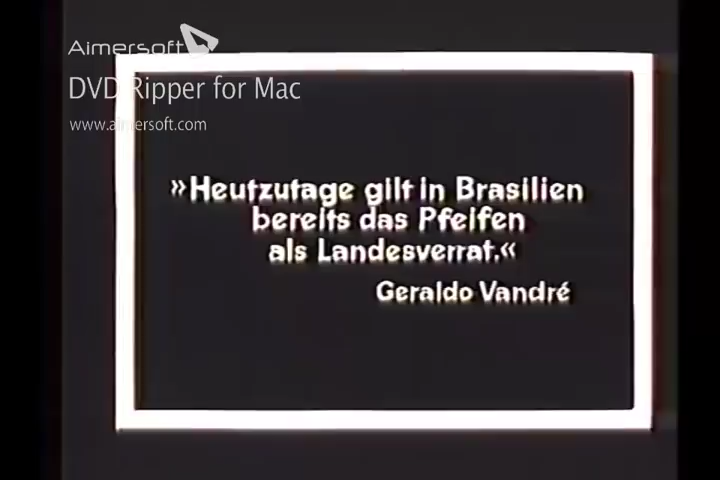 Aimersoft
DVD Ripper for Mac
www.aimersoft.com
»Heutzutage gilt in Brasilien
bereits das Pfeifen
als Landesverrat.«
Geraldo Vandré